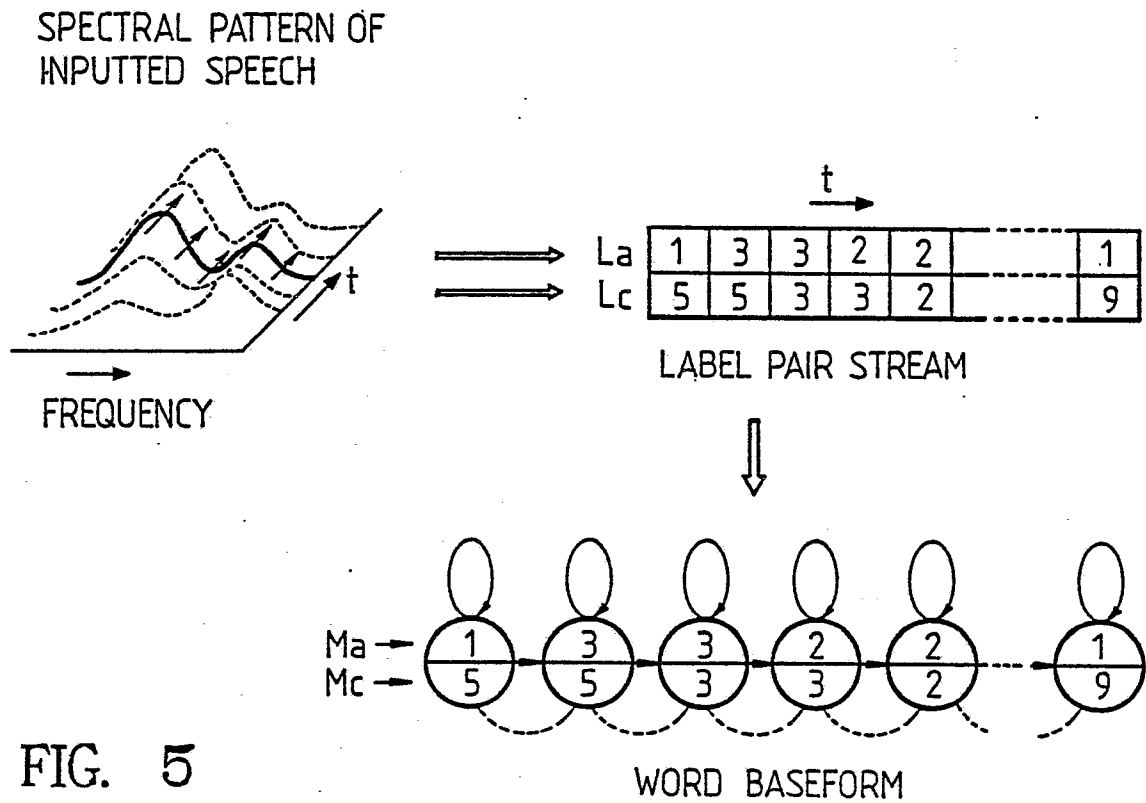 SPECTRAL PATTERN OF
INPUTTED SPEECH
t
FREQUENCY
t
La 1 3 3 2 2 1
Lc 5 5 3 3 2 9
LABEL PAIR STREAM
Ma 1 3 3 2 2 1
Mc 5 5 3 3 2 9
WORD BASEFORM
FIG. 5